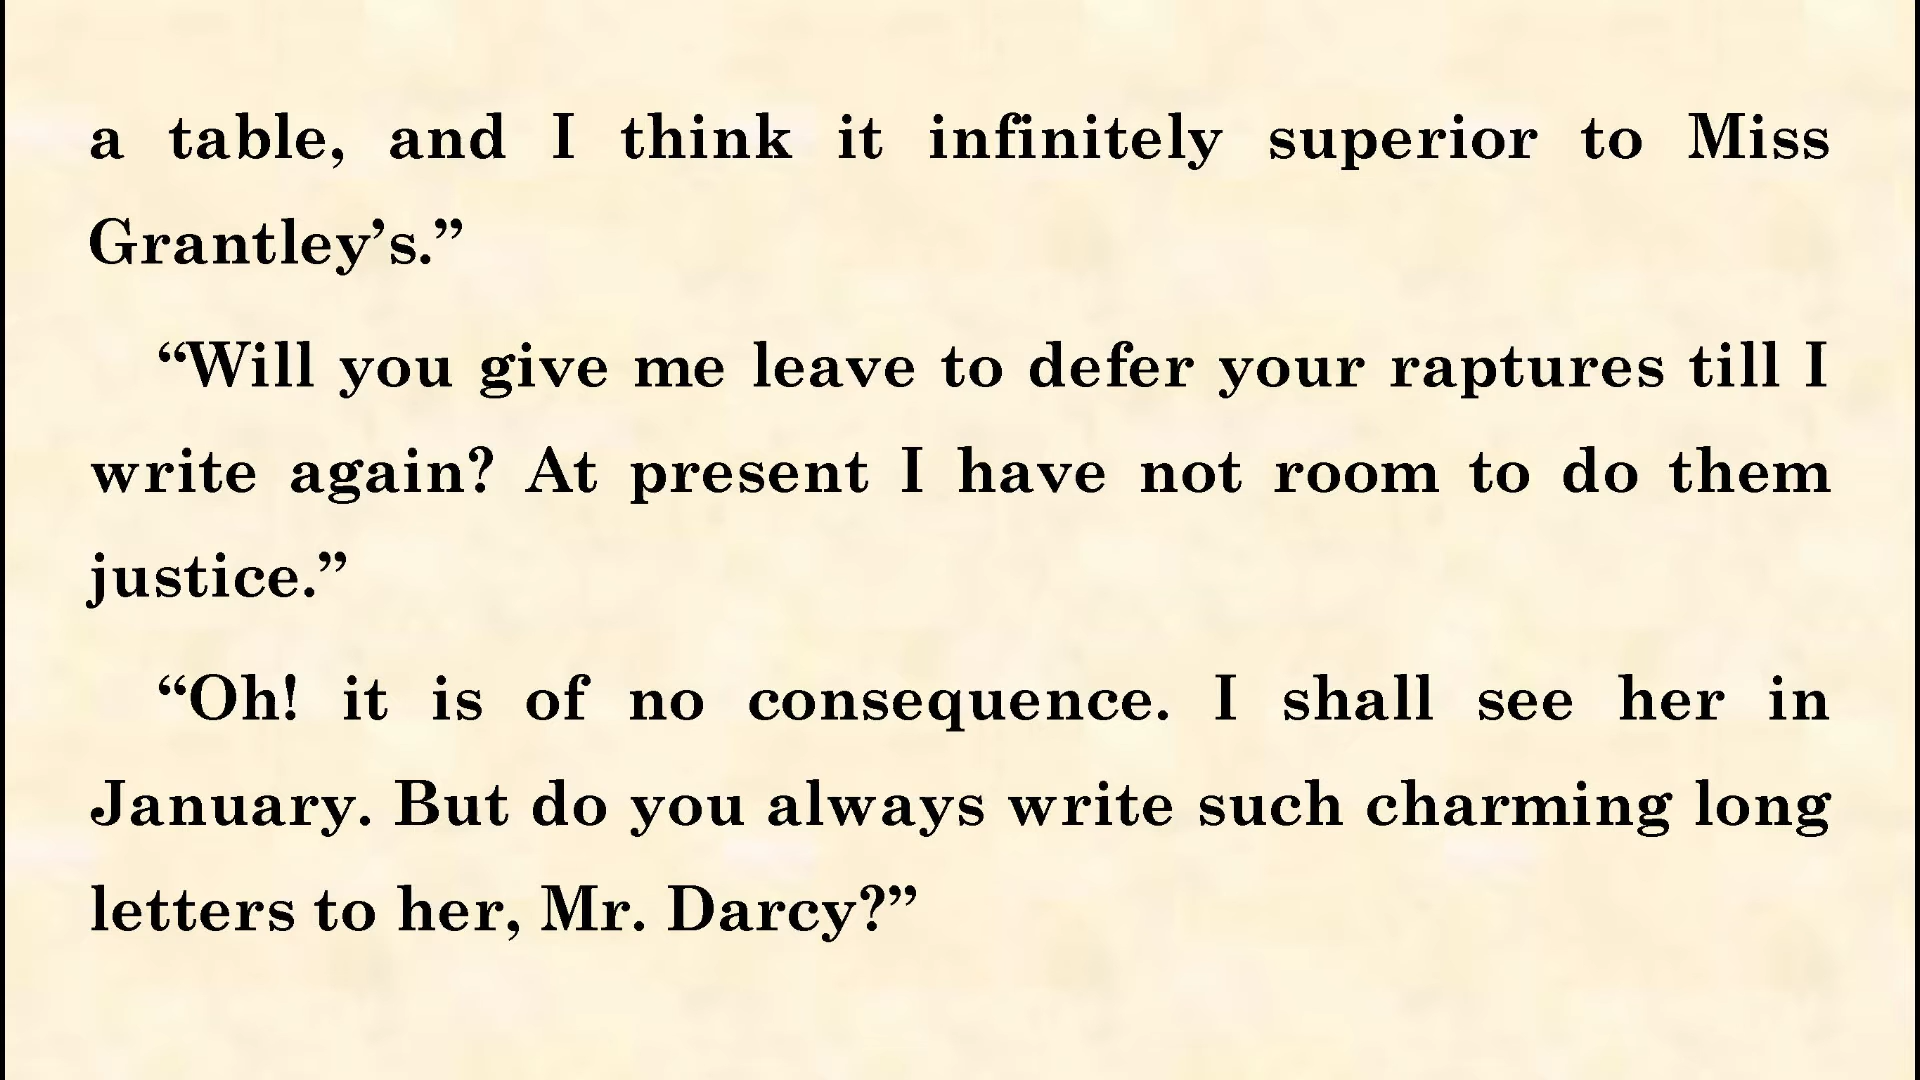 a table, and I think it infinitely superior to Miss
Grantley’s.”
“Will you give me leave to defer your raptures till I
write again? At present I have not room to do them
justice.”
“Oh! it is of no consequence. I shall see her in
January. But do you always write such charming long
letters to her, Mr. Darcy?”